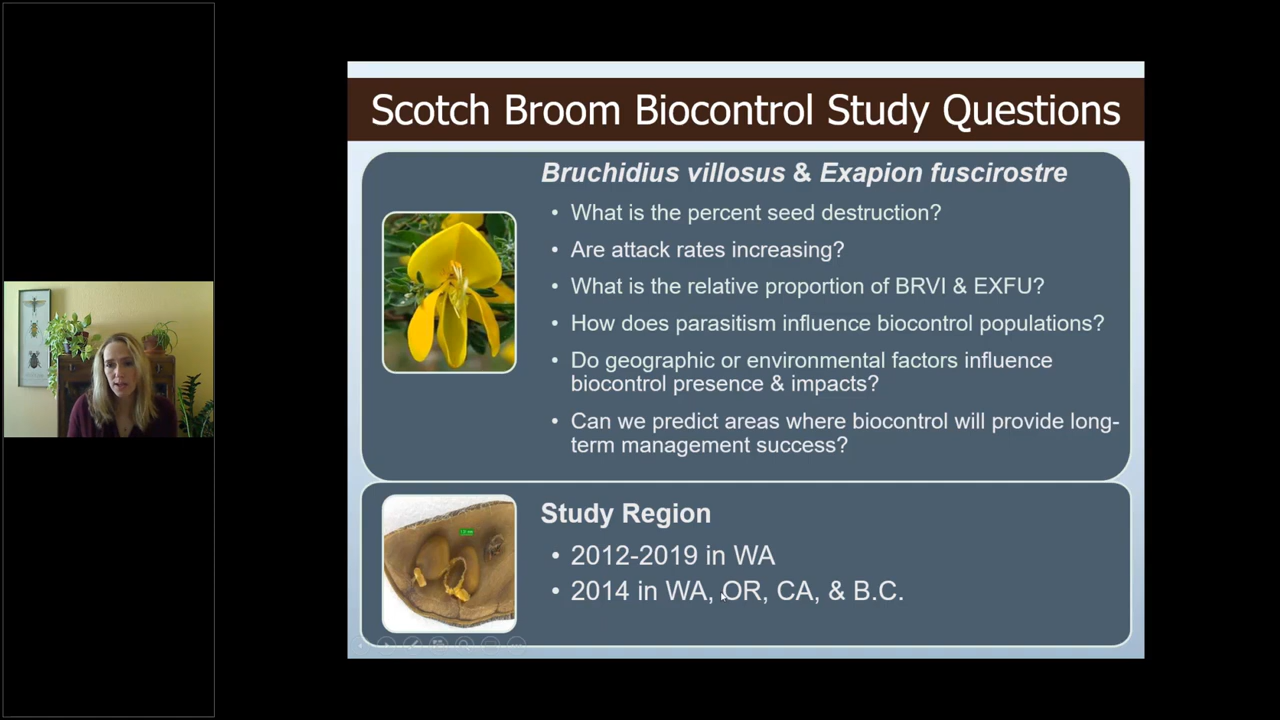 Scotch Broom Biocontrol Study Questions
Bruchidius villosus & Exapion fuscirostre
• What is the percent seed destruction?
• Are attack rates increasing?
• What is the relative proportion of BRVI & EXFU?
• How does parasitism influence biocontrol populations?
• Do geographic or environmental factors influence
biocontrol presence & impacts?
• Can we predict areas where biocontrol will provide long-
term management success?
Study Region
• 2012-2019 in WA
• 2014 in WA, OR, CA, & B.C.